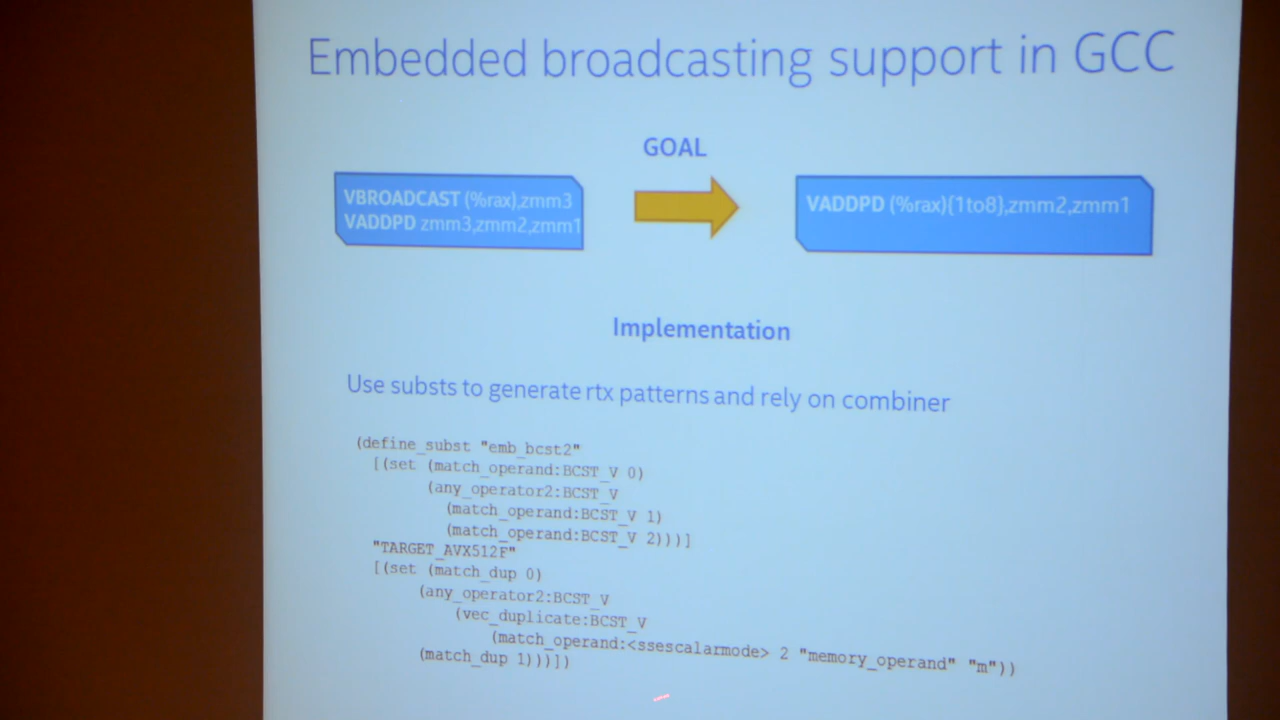 Embedded broadcasting support in GCC
GOAL
VBROADCAST (%rax),zmm3
VADDPD zmm3,zmm2,zmm1
VADDPD (%rax){1to8},zmm2,zmm1
Implementation
Use substs to generate rtx patterns and rely on combiner
(define_subst "emb_bcst2"
[(set (match_operand:BCST_V 0)
(any_operator2:BCST_V
(match_operand:BCST_V 1)
(match_operand:BCST_V 2)))]
"TARGET_AVX512F"
[(set (match_dup 0)
(any_operator2:BCST_V
(vec_duplicate:BCST_V
(match_operand:<ssescalarmode> 2 "memory_operand" "m"))
(match_dup 1)))])